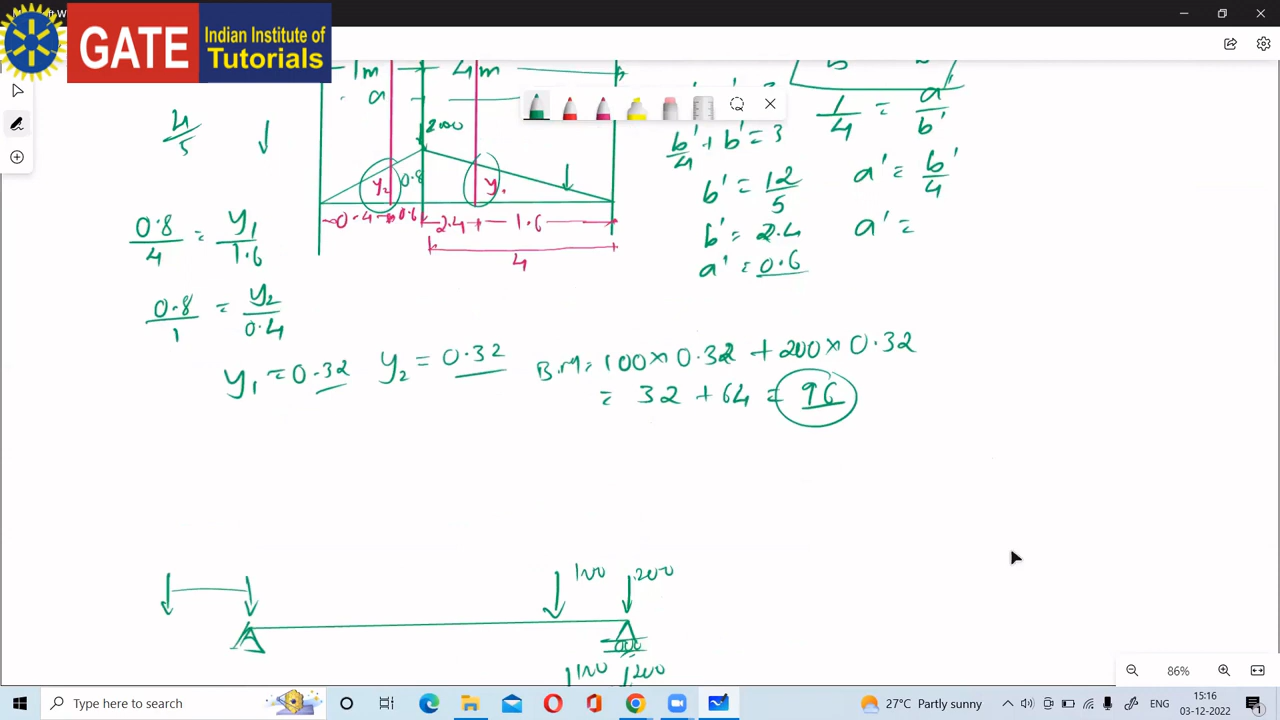 GATE
Indian Institute of
Tutorials
1m 4m
a
2000
4/5
y2 0.8 y1
0.4 0.6 2.4 1.6
4
0.8/4 = y1/1.6
0.8/1 = y2/0.4
y1 = 0.32 y2 = 0.32
b'/4 + b' = 3
b' = 12/5
b' = 2.4
a' = 0.6
1/4 = a'/b'
a' = b'/4
a' =
B.M = 100 × 0.32 + 200 × 0.32
= 32 + 64 = 96
100 200
100 200
86%
Type here to search
27°C Partly sunny
ENG
15:16
03-12-2022